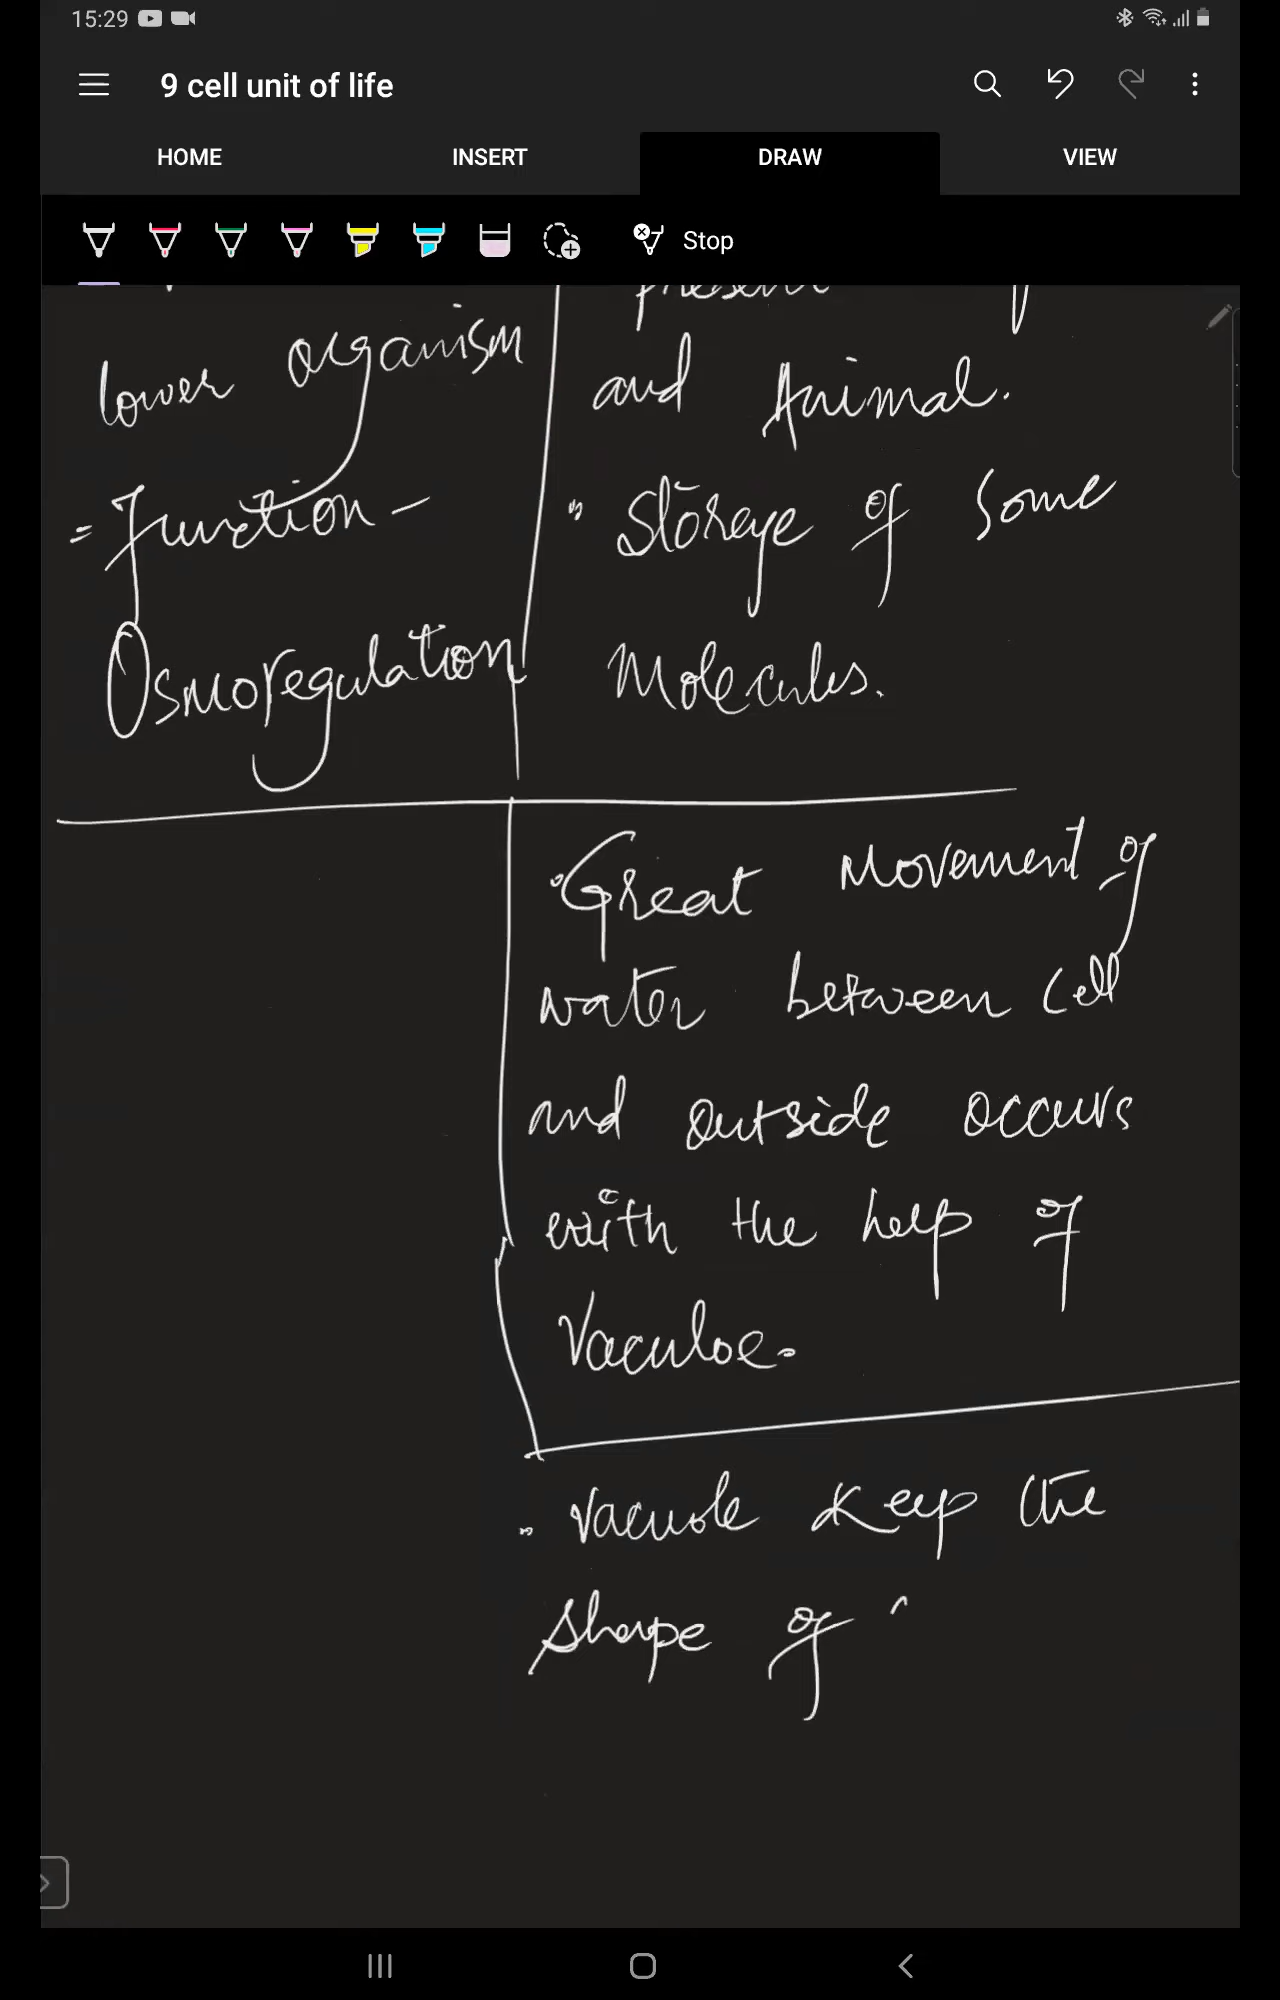 15:29
9 cell unit of life
HOME INSERT DRAW VIEW
Stop
lower organism
= Function -
Osmoregulation
present
and Animal.
" Storage of some
Molecules.
Great Movement of
water between cell
and outside occurs
with the help of
Vaculoe.
" Vacuole Keep the
Shape of